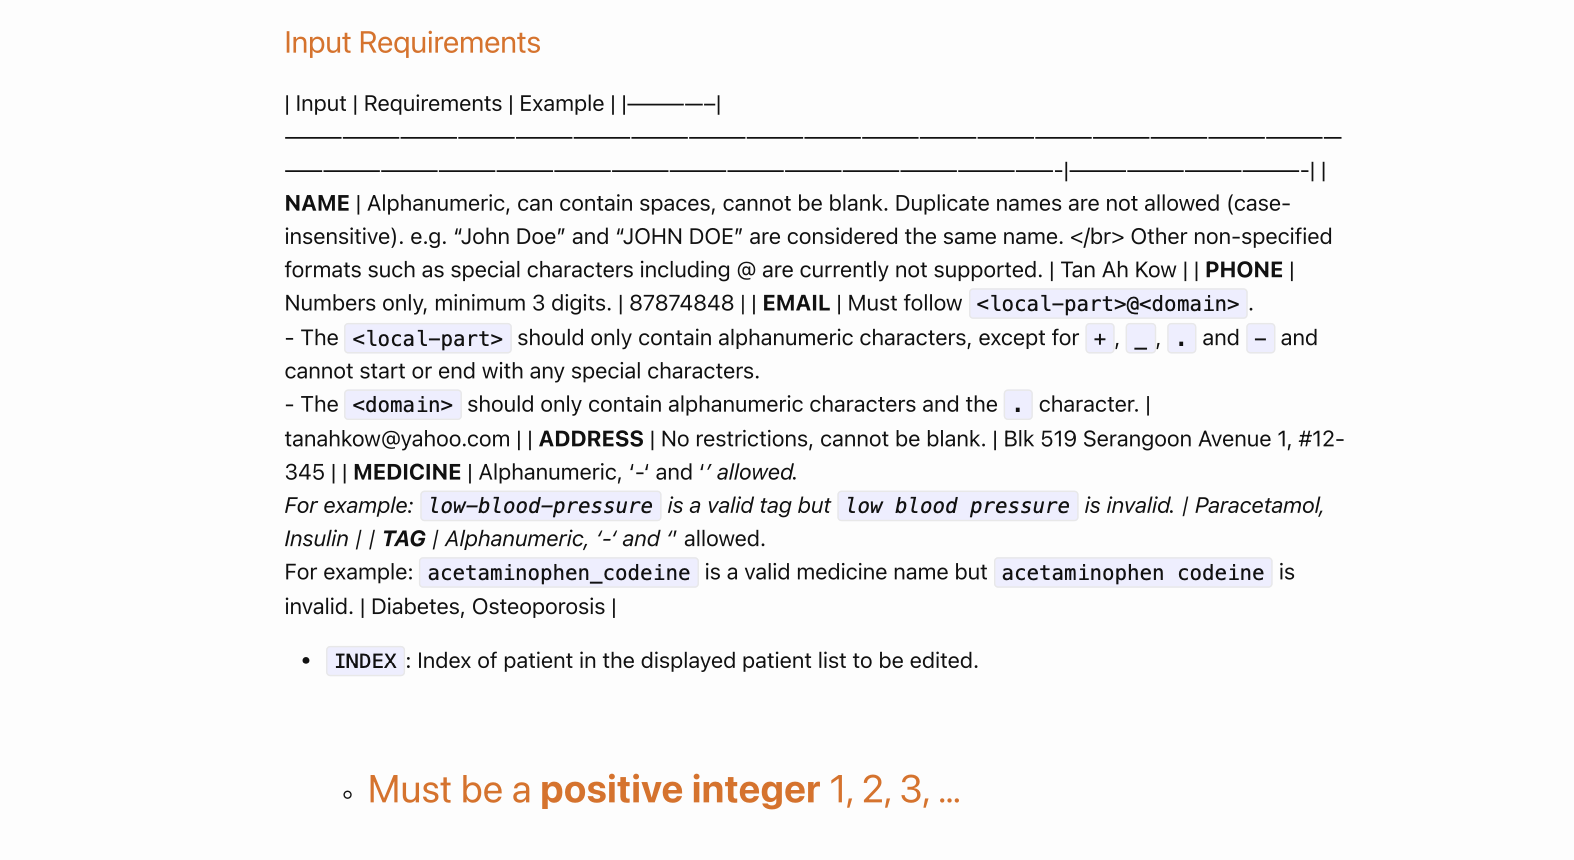 Input Requirements
| Input | Requirements | Example | |————–|
——————————————————————————————————————————————————————
—————————————————————————————————————————-|————————————-| |
NAME | Alphanumeric, can contain spaces, cannot be blank. Duplicate names are not allowed (case-
insensitive). e.g. “John Doe” and “JOHN DOE” are considered the same name. </br> Other non-specified
formats such as special characters including @ are currently not supported. | Tan Ah Kow | | PHONE |
Numbers only, minimum 3 digits. | 87874848 | | EMAIL | Must follow <local-part>@<domain>.
- The <local-part> should only contain alphanumeric characters, except for +, _, . and - and
cannot start or end with any special characters.
- The <domain> should only contain alphanumeric characters and the . character. |
tanahkow@yahoo.com | | ADDRESS | No restrictions, cannot be blank. | Blk 519 Serangoon Avenue 1, #12-
345 | | MEDICINE | Alphanumeric, ‘-‘ and ‘’ allowed.
For example: low-blood-pressure is a valid tag but low blood pressure is invalid. | Paracetamol,
Insulin | | TAG | Alphanumeric, ‘-‘ and ‘’ allowed.
For example: acetaminophen_codeine is a valid medicine name but acetaminophen codeine is
invalid. | Diabetes, Osteoporosis |
• INDEX: Index of patient in the displayed patient list to be edited.
◦ Must be a positive integer 1, 2, 3, …